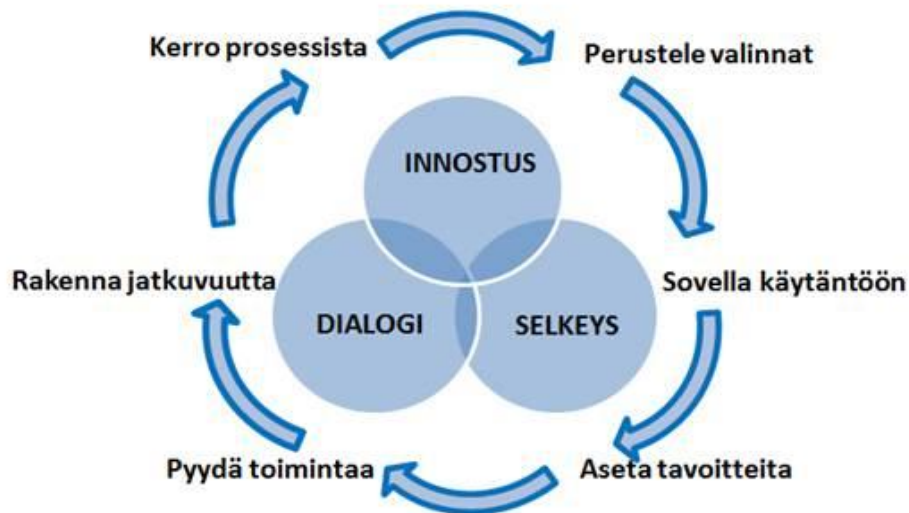 Kerro prosessista
Perustele valinnat
INNOSTUS
Rakenna jatkuvuutta
Sovella käytäntöön
DIALOGI
SELKEYS
Pyydä toimintaa
Aseta tavoitteita